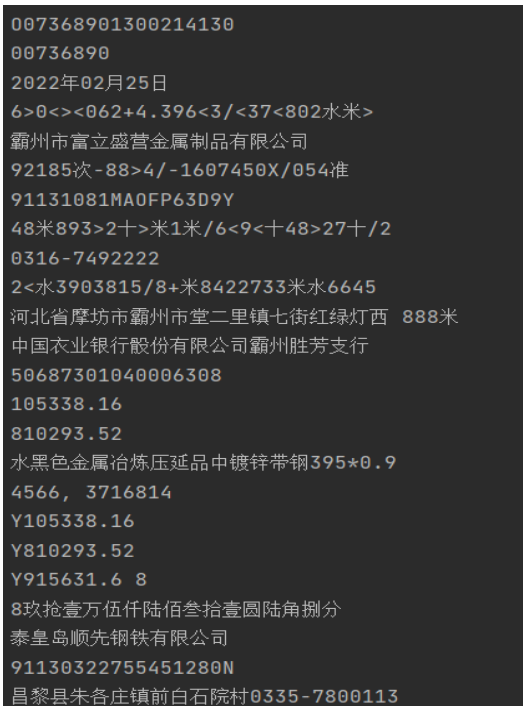 O07368901300214130
00736890
2022年02月25日
6>0<><062+4.396<3/<37<802水米>
霸州市富立盛营金属制品有限公司
92185次-88>4/-1607450X/054准
91131081MAOFP63D9Y
48米893>2十>米1米/6<9<十48>27十/2
0316-7492222
2<水3903815/8+米8422733米水6645
河北省摩坊市霸州市堂二里镇七街红绿灯西 888米
中国衣业银行股份有限公司霸州胜芳支行
50687301040006308
105338.16
810293.52
水黑色金属冶炼压延品中镀锌带钢395*0.9
4566, 3716814
Y105338.16
Y810293.52
Y915631.6 8
8玖抢壹万伍仟陆佰叁拾壹圆陆角捌分
泰皇岛顺先钢铁有限公司
91130322755451280N
昌黎县朱各庄镇前白石院村0335-7800113